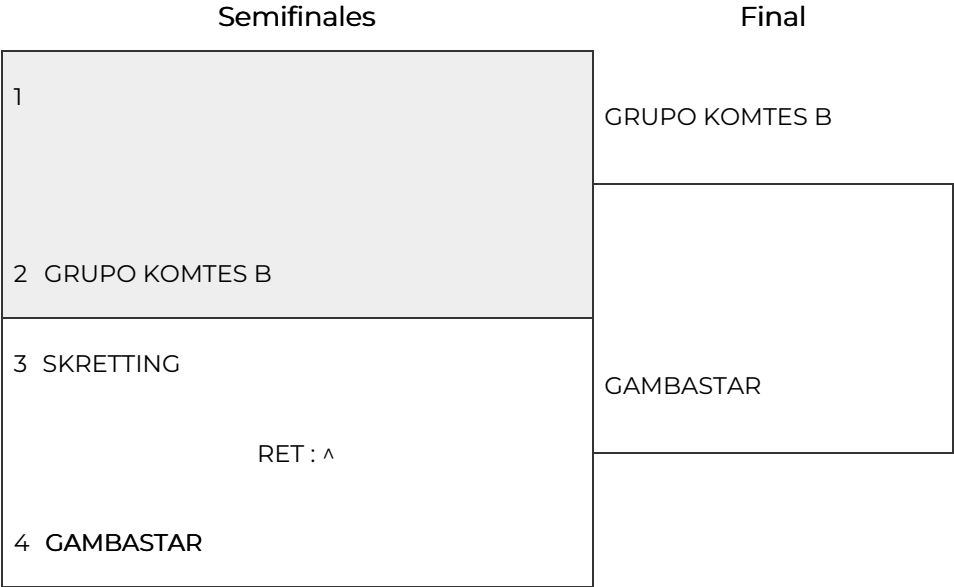 Semifinales Final
1
GRUPO KOMTES B
2 GRUPO KOMTES B
3 SKRETTING
GAMBASTAR
RET : ^
4 GAMBASTAR